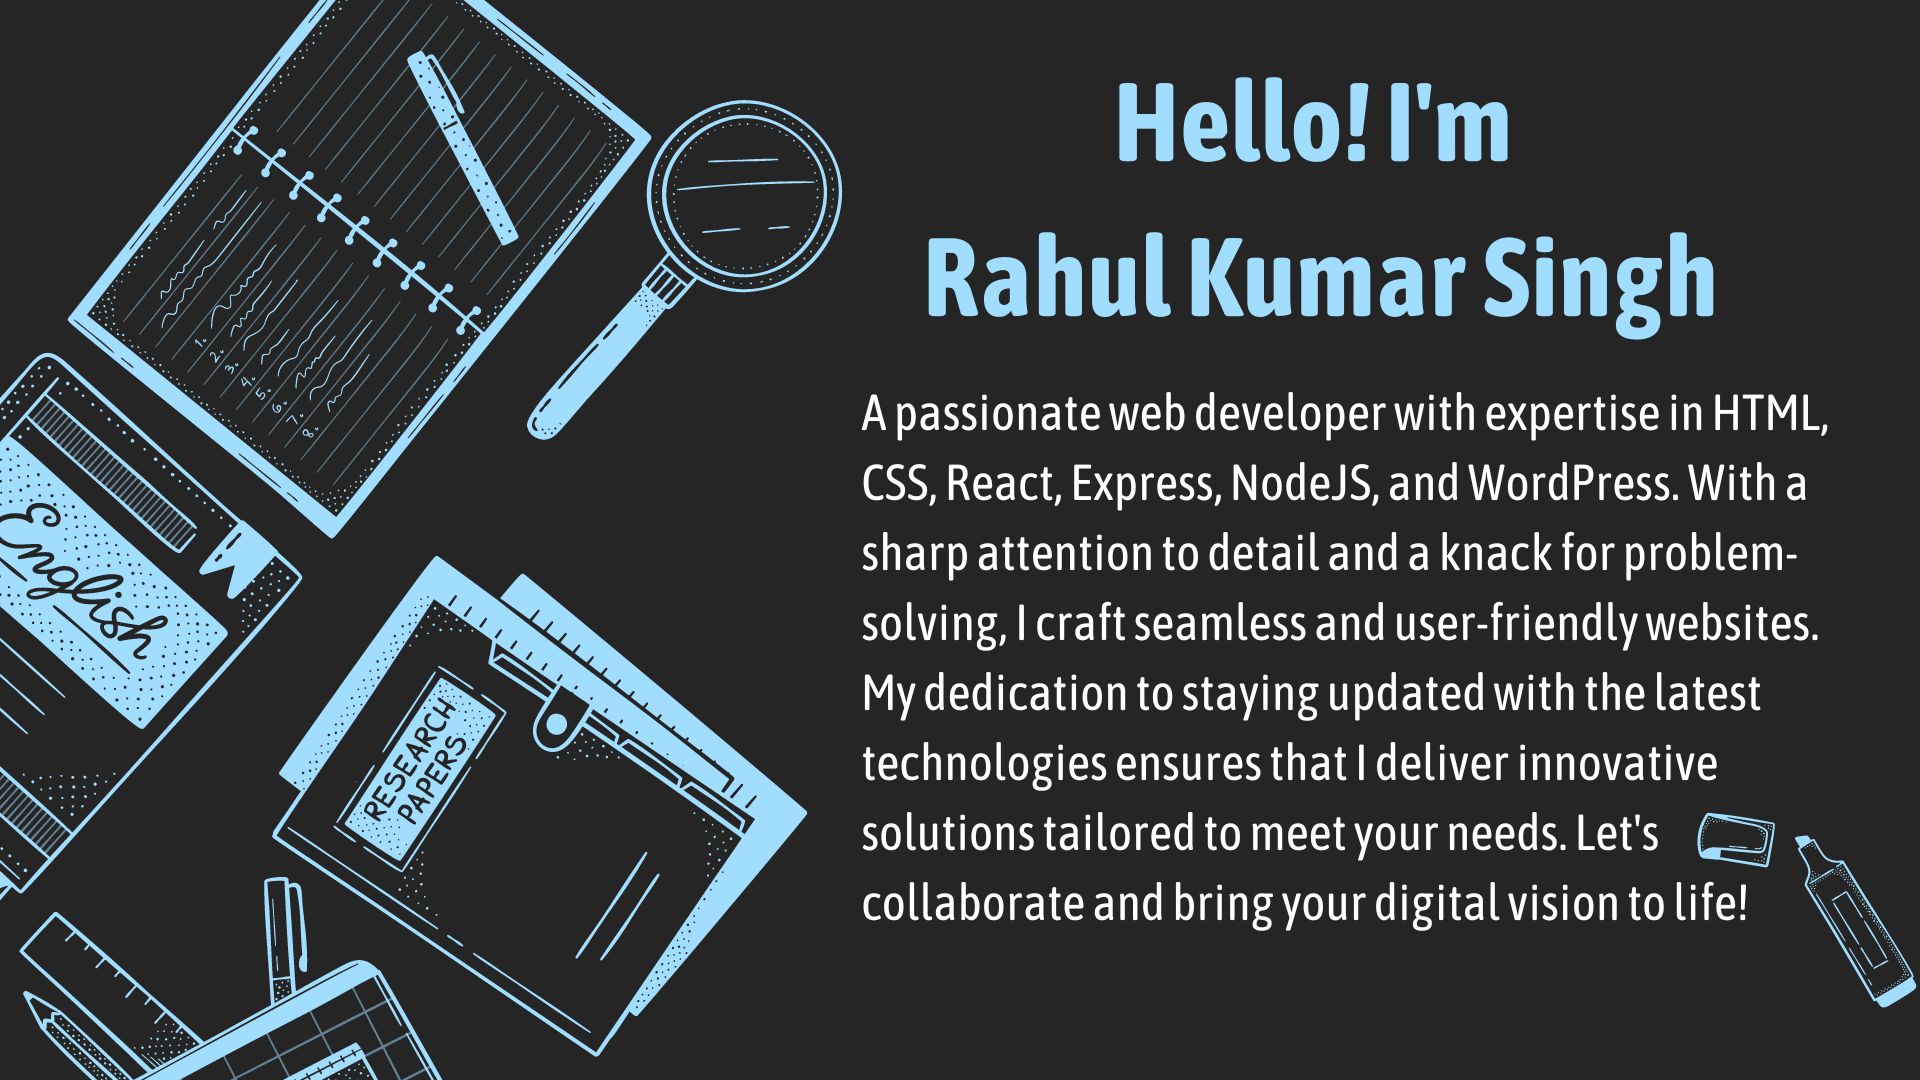 Hello! I'm
Rahul Kumar Singh
A passionate web developer with expertise in HTML,
CSS, React, Express, NodeJS, and WordPress. With a
sharp attention to detail and a knack for problem-
solving, I craft seamless and user-friendly websites.
My dedication to staying updated with the latest
technologies ensures that I deliver innovative
solutions tailored to meet your needs. Let's
collaborate and bring your digital vision to life!
English
RESEARCH
PAPERS
1.
2.
3.
4.
5.
6.
7.
8.